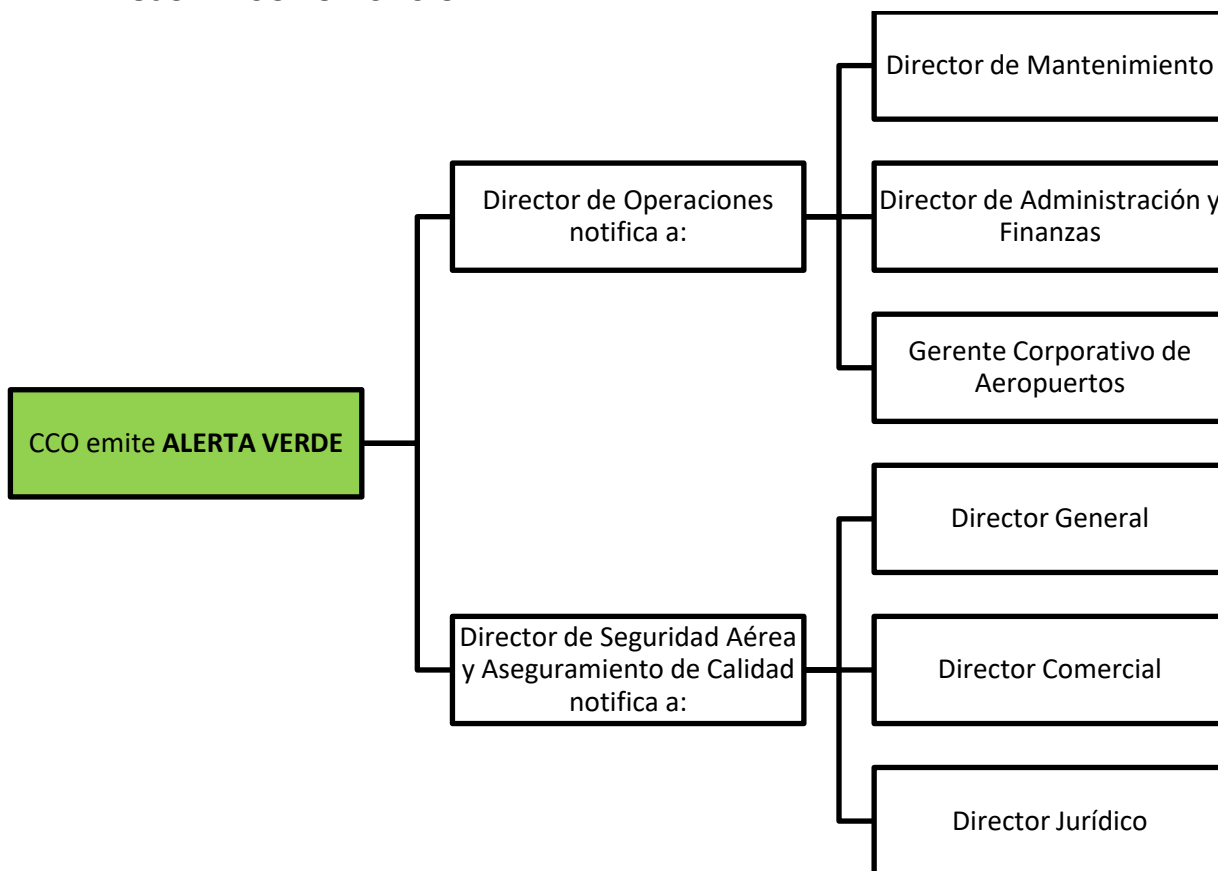 Director de Mantenimiento
Director de Operaciones
notifica a:
Director de Administración y
Finanzas
Gerente Corporativo de
Aeropuertos
CCO emite ALERTA VERDE
Director General
Director de Seguridad Aérea
y Aseguramiento de Calidad
notifica a:
Director Comercial
Director Jurídico